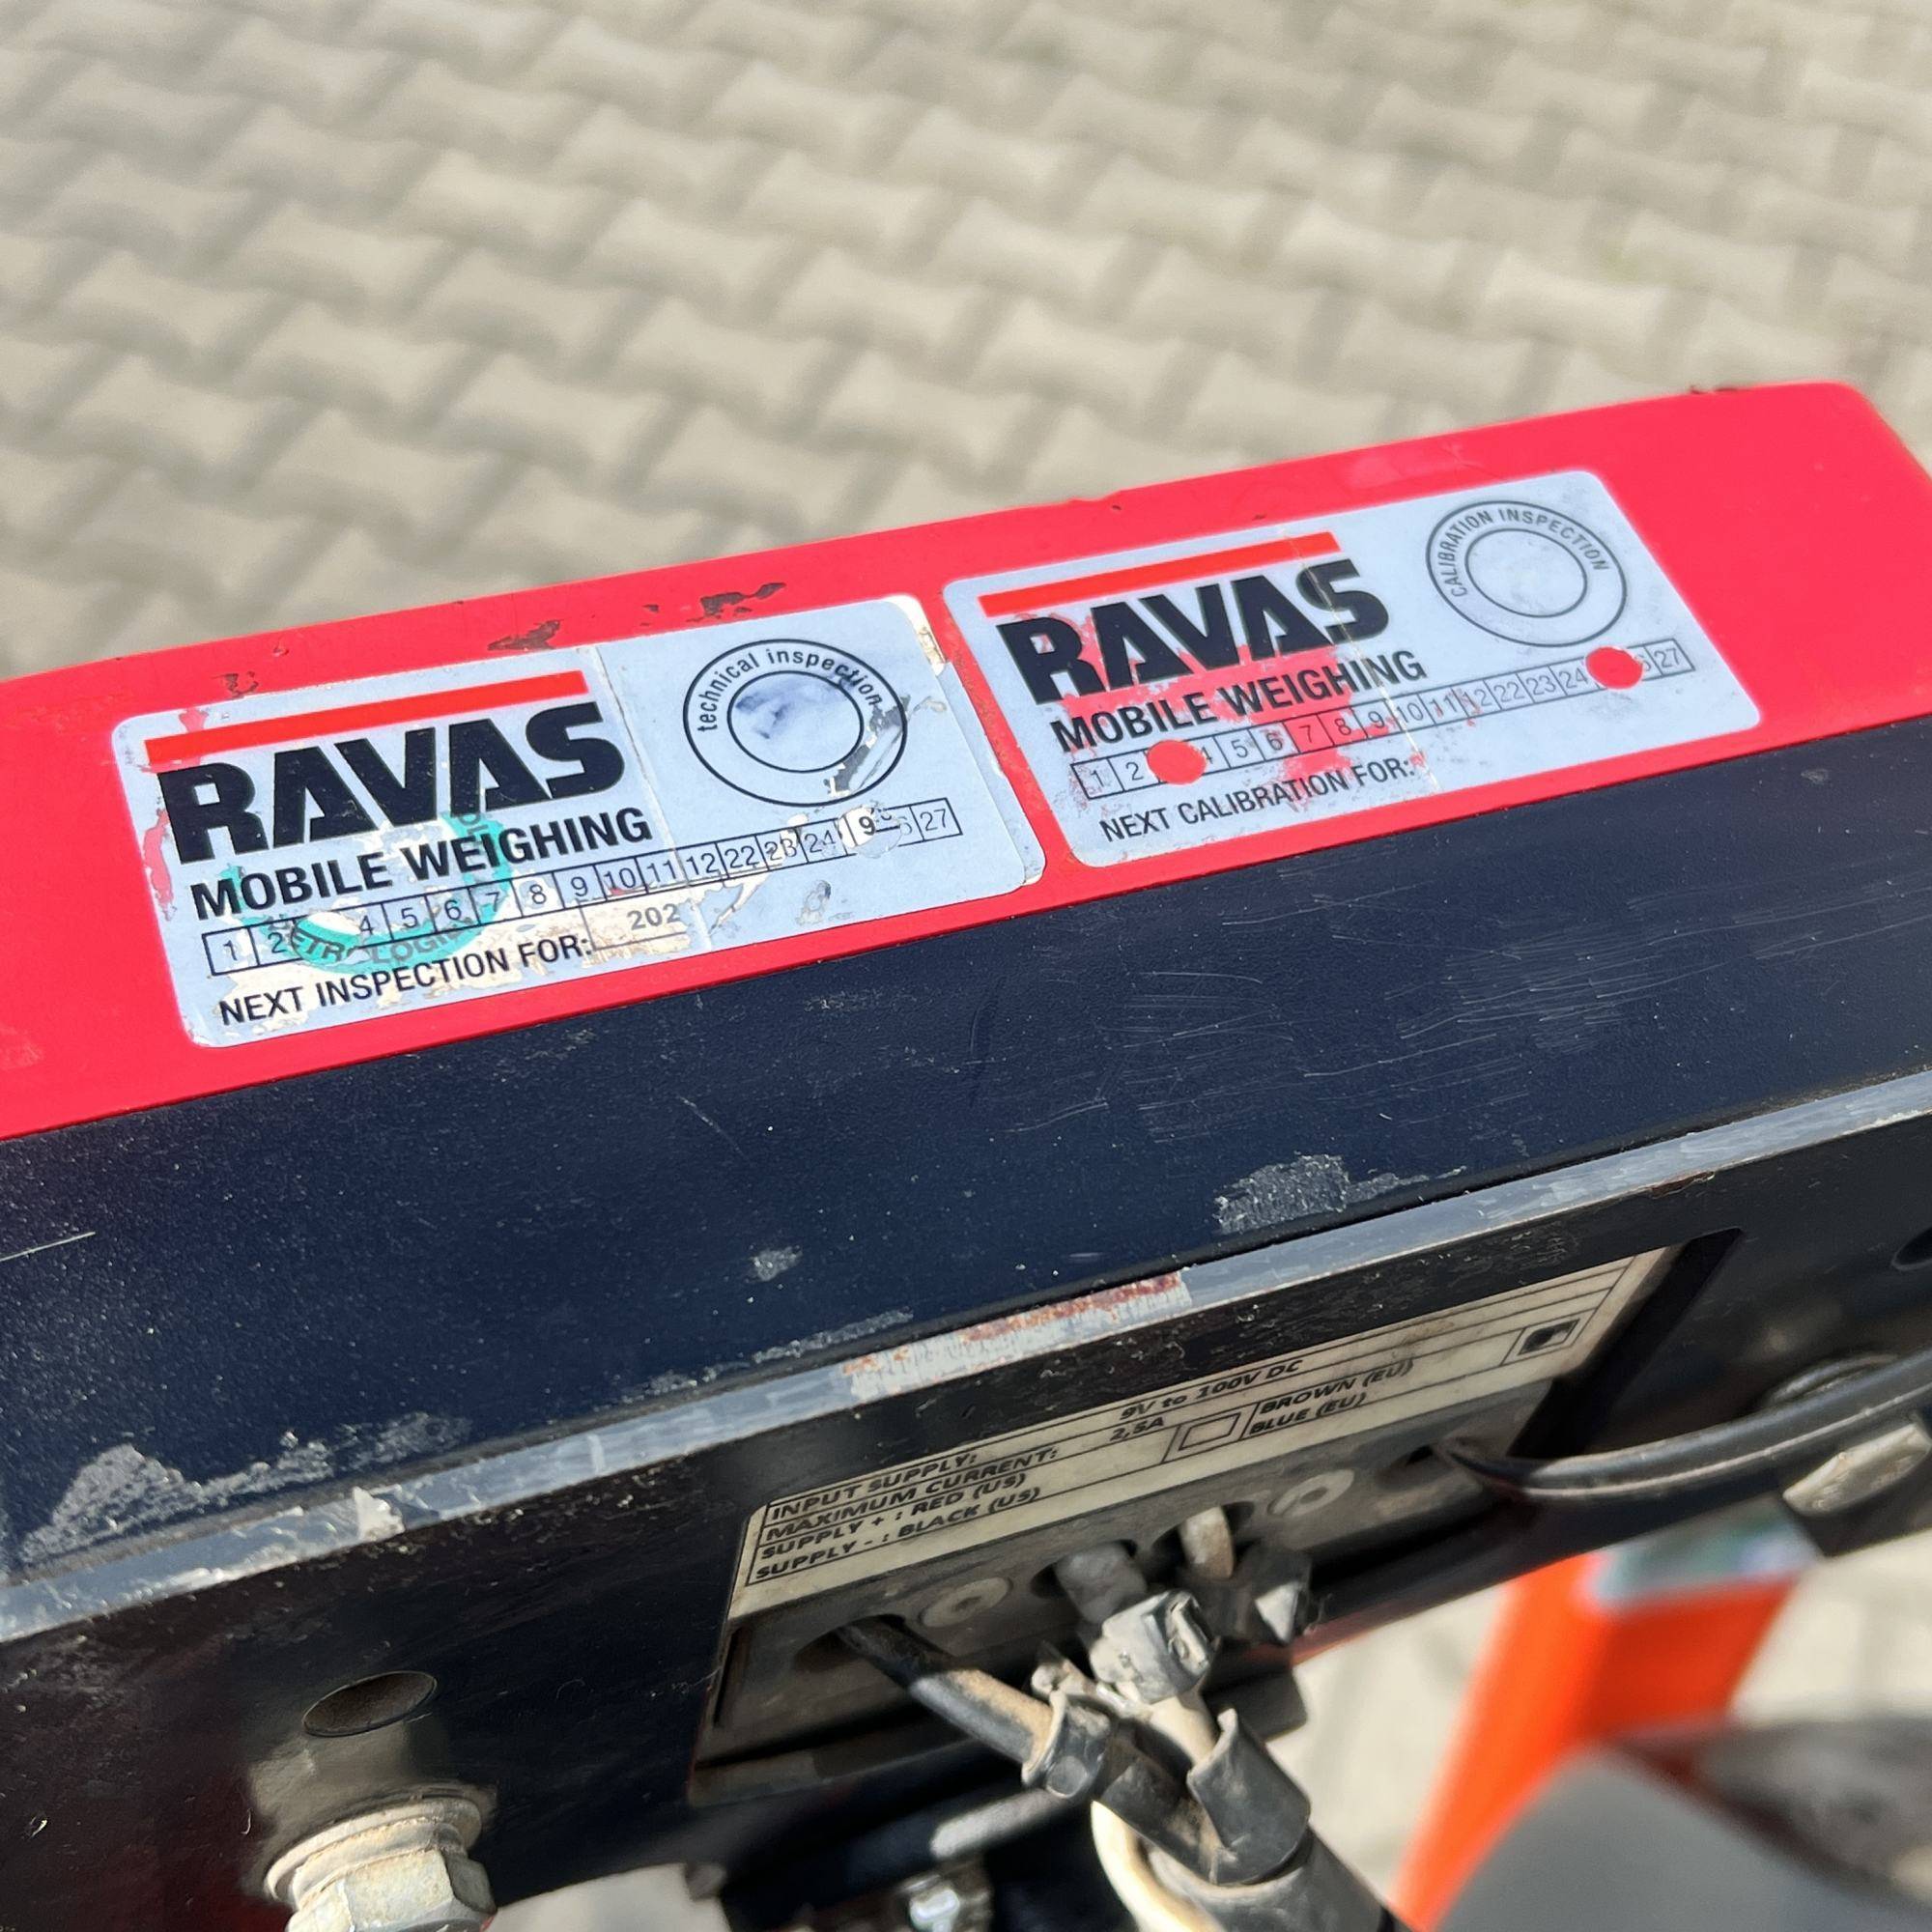 RAVAS
MOBILE WEIGHING
technical inspection
1 2 4 5 6 7 8 9 10 11 12 22 23 24 9 27
NEXT INSPECTION FOR: 202
RAVAS
MOBILE WEIGHING
CALIBRATION INSPECTION
1 2 4 5 6 7 8 9 10 11 12 22 23 24 27
NEXT CALIBRATION FOR:
INPUT SUPPLY: 9V to 100V DC
MAXIMUM CURRENT: 2,5A
SUPPLY + : RED (US) BROWN (EU)
SUPPLY - : BLACK (US) BLUE (EU)